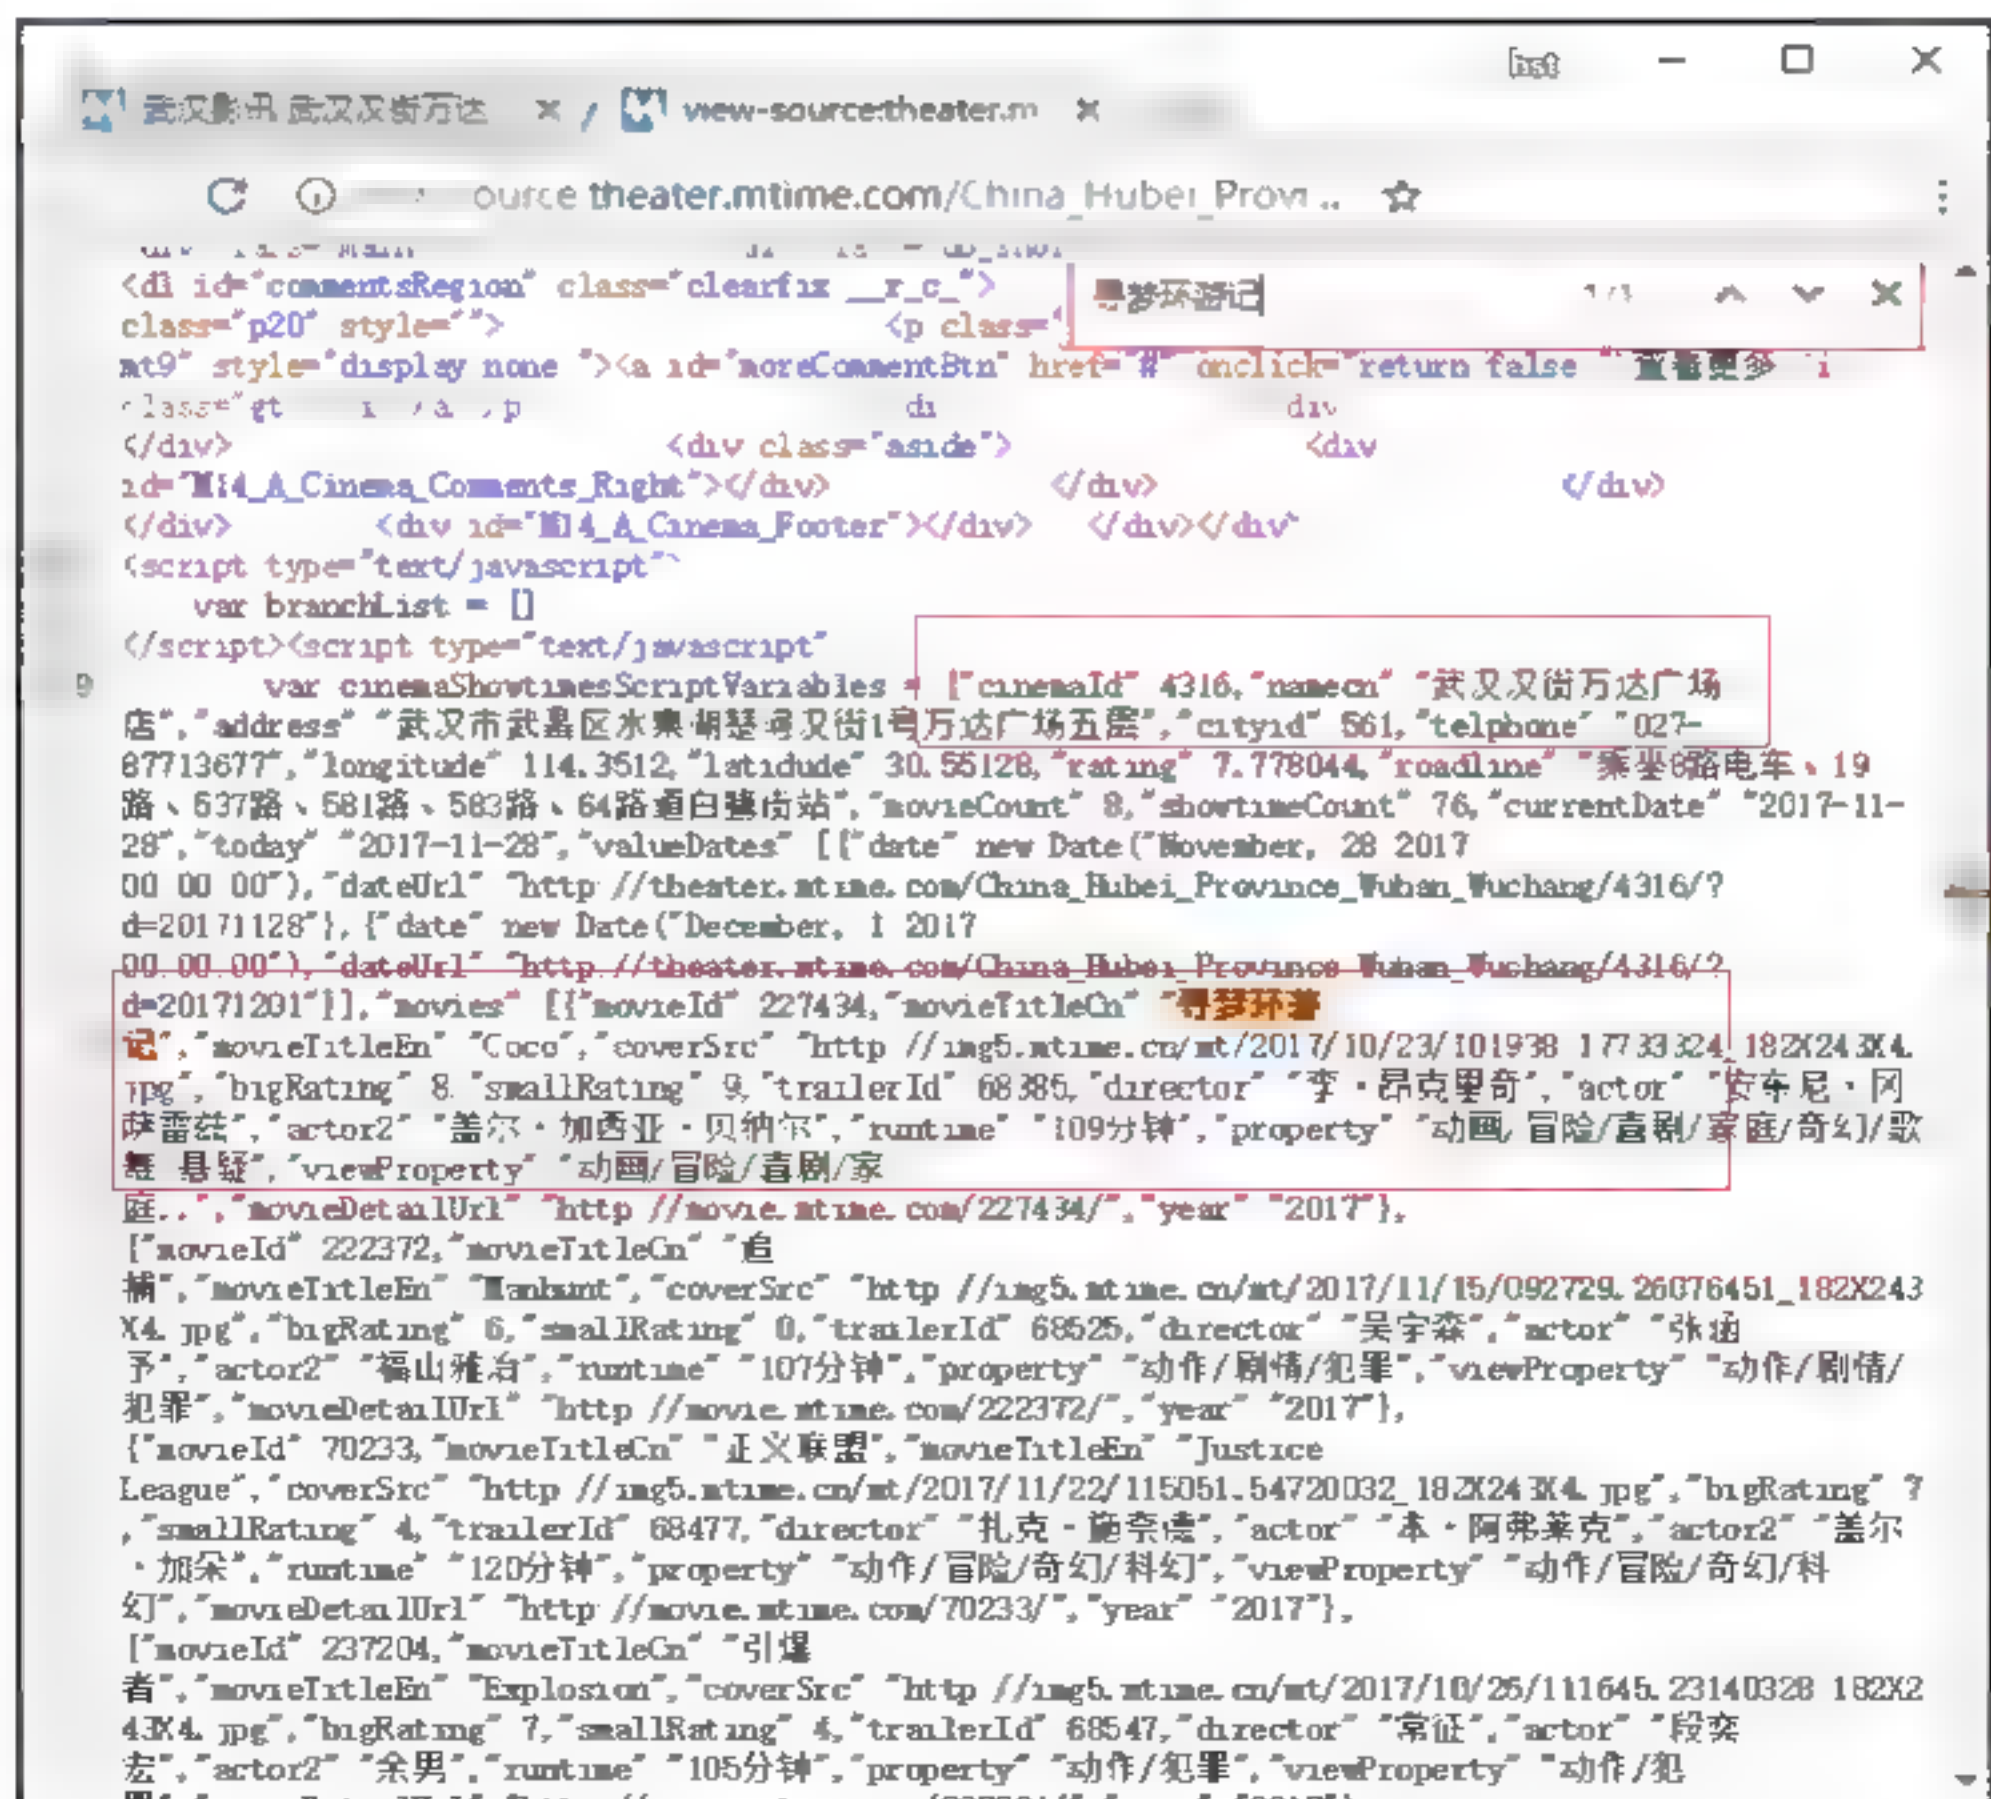 武汉影讯 武汉汉街万达
view-source:theater.m
ource theater.mtime.com/China_Hubei_Provi ..
<dl id="commentsRegion" class="clearfix __r_c_">
寻梦环游记 1/1
class="p20" style=""> <p class="
mt9" style="display none "><a id="moreCommentBtn" href="#" onclick="return false " 查看更多 i
class="gt
</div> <div class="aside"> <div
id="M14_A_Cinema_Comments_Right"></div> </div> </div>
</div> <div id="M14_A_Cinema_Footer"></div> </div></div>
<script type="text/javascript"
var branchList = []
</script><script type="text/javascript"
9 var cinemaShowtimesScriptVariables = {"cinemaId" 4316,"namecn" "武汉汉街万达广场
店","address" "武汉市武昌区水果湖楚河汉街1号万达广场五层","cityid" 561,"telphone" "027-
87713677","longitude" 114.3512,"latidude" 30.55128,"rating" 7.778044,"roadline" "乘坐8路电车、19
路、537路、581路、583路、64路通白鹭街站","movieCount" 8,"showtimeCount" 76,"currentDate" "2017-11-
28","today" "2017-11-28","valueDates" [{"date" new Date("November, 28 2017
00 00 00"),"dateUrl" "http //theater.mtime.com/China_Hubei_Province_Wuhan_Wuchang/4316/?
d=20171128"},{"date" new Date("December, 1 2017
00.00.00"),"dateUrl" "http //theater.mtime.com/China_Hubei_Province_Wuhan_Wuchang/4316/?
d=20171201"}],"movies" [{"movieId" 227434,"movieTitleCn" "寻梦环游
记","movieTitleEn" "Coco","coverSrc" "http //img5.mtime.cn/mt/2017/10/23/101938 17733324_182X243X4.
jpg","bigRating" 8. "smallRating" 9,"trailerId" 68385,"director" "李·昂克里奇","actor" "安东尼·冈
萨雷兹","actor2" "盖尔·加西亚·贝纳尔","runtime" "109分钟","property" "动画/冒险/喜剧/家庭/奇幻/歌
舞 悬疑","viewProperty" "动画/冒险/喜剧/家
庭..","movieDetailUrl" "http //movie.mtime.com/227434/","year" "2017"},
{"movieId" 222372,"movieTitleCn" "追
捕","movieTitleEn" "Manhunt","coverSrc" "http //img5.mtime.cn/mt/2017/11/15/092729.26076451_182X243
X4.jpg","bigRating" 6,"smallRating" 0,"trailerId" 68525,"director" "吴宇森","actor" "张涵
予","actor2" "福山雅治","runtime" "107分钟","property" "动作/剧情/犯罪","viewProperty" "动作/剧情/
犯罪","movieDetailUrl" "http //movie.mtime.com/222372/","year" "2017"},
{"movieId" 70233,"movieTitleCn" "正义联盟","movieTitleEn" "Justice
League","coverSrc" "http //img5.mtime.cn/mt/2017/11/22/115051.54720032_182X243X4.jpg","bigRating" 7
,"smallRating" 4,"trailerId" 68477,"director" "扎克·施奈德","actor" "本·阿弗莱克","actor2" "盖尔
·加朵","runtime" "120分钟","property" "动作/冒险/奇幻/科幻","viewProperty" "动作/冒险/奇幻/科
幻","movieDetailUrl" "http //movie.mtime.com/70233/","year" "2017"},
{"movieId" 237204,"movieTitleCn" "引爆
者","movieTitleEn" "Explosion","coverSrc" "http //img5.mtime.cn/mt/2017/10/26/111645.23140328 182X2
43X4.jpg","bigRating" 7,"smallRating" 4,"trailerId" 68547,"director" "常征","actor" "段奕
宏","actor2" "余男","runtime" "105分钟","property" "动作/犯罪","viewProperty" "动作/犯